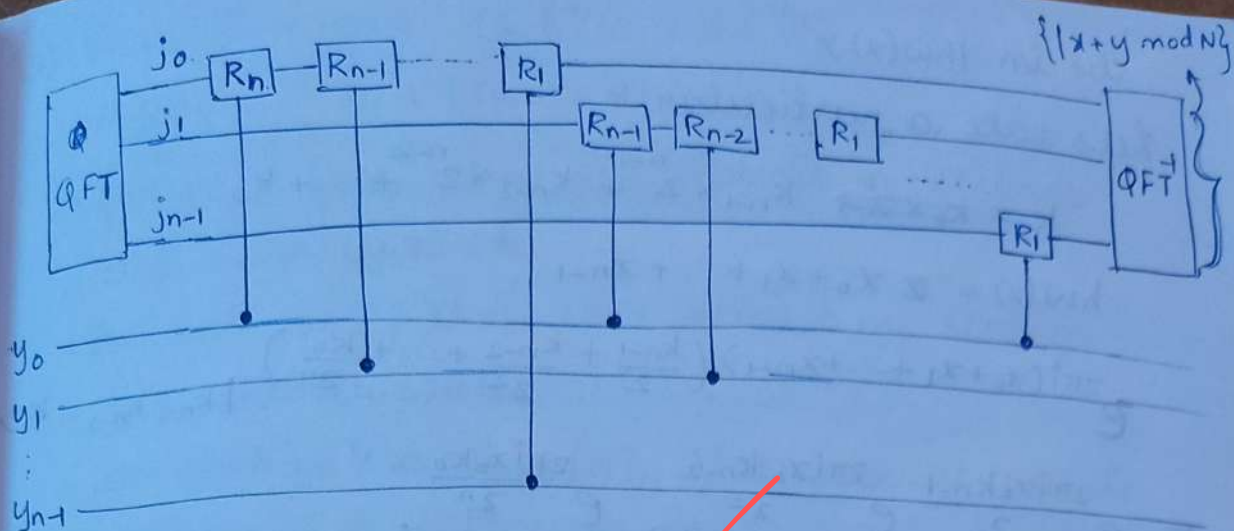 {|x+y mod N⟩}
j0 Rn Rn-1 ..... R1
j1 Rn-1 Rn-2 ... R1
QFT QFT⁻¹
.....
jn-1 R1
y0
y1
⋮
yn-1